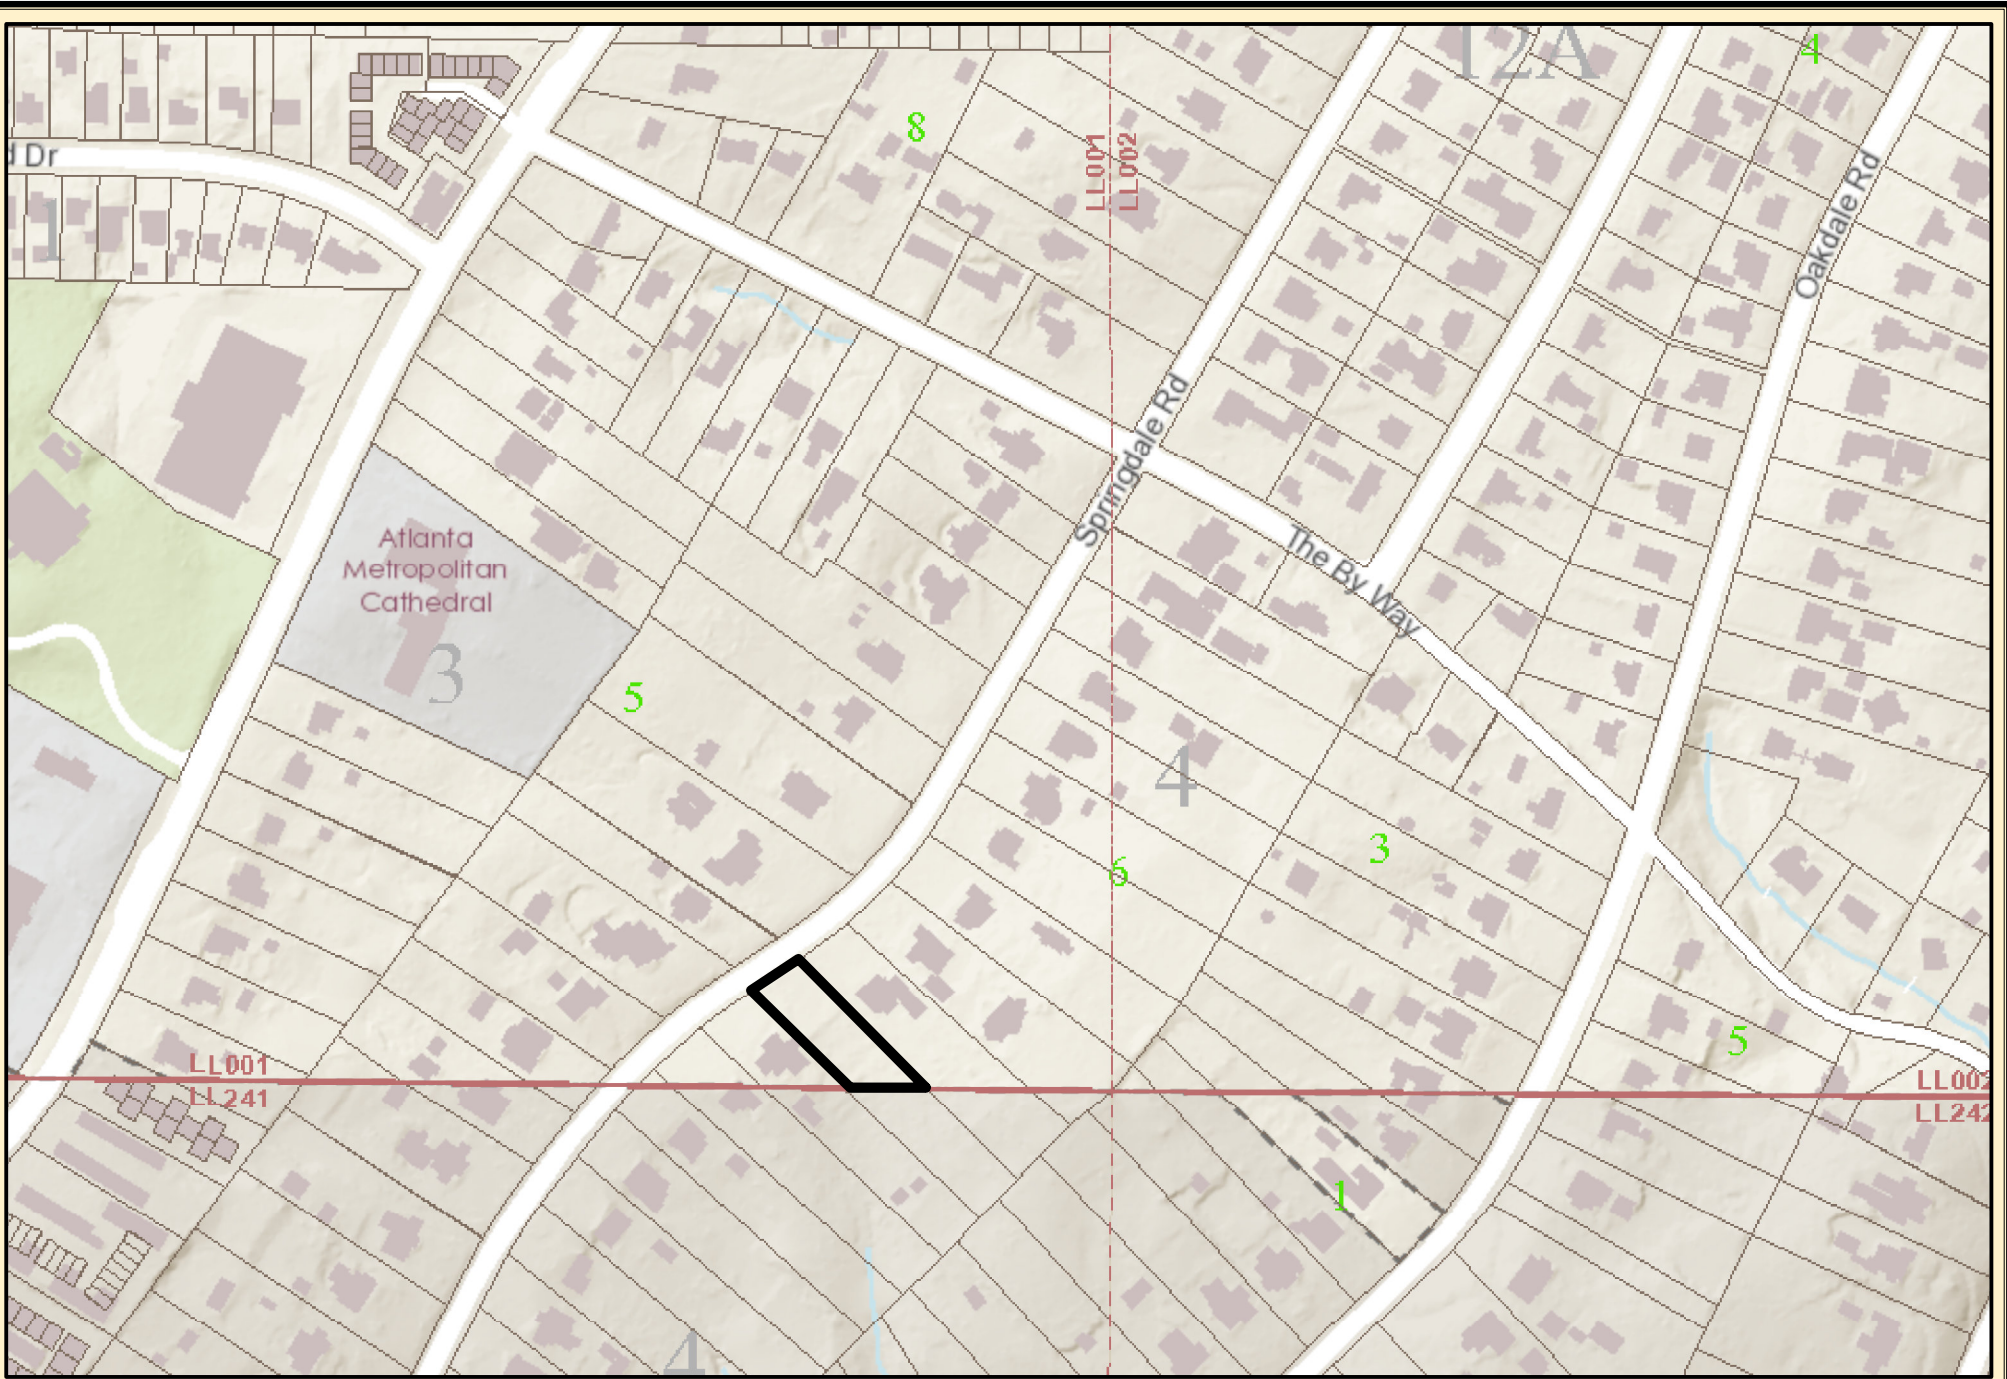 12A
4
8
LL001
LL002
d Dr
Oakdale Rd
1
Springdale Rd
Atlanta
Metropolitan
Cathedral
The By Way
3
5
4
3
6
5
LL001
LL241
LL002
LL242
1
4